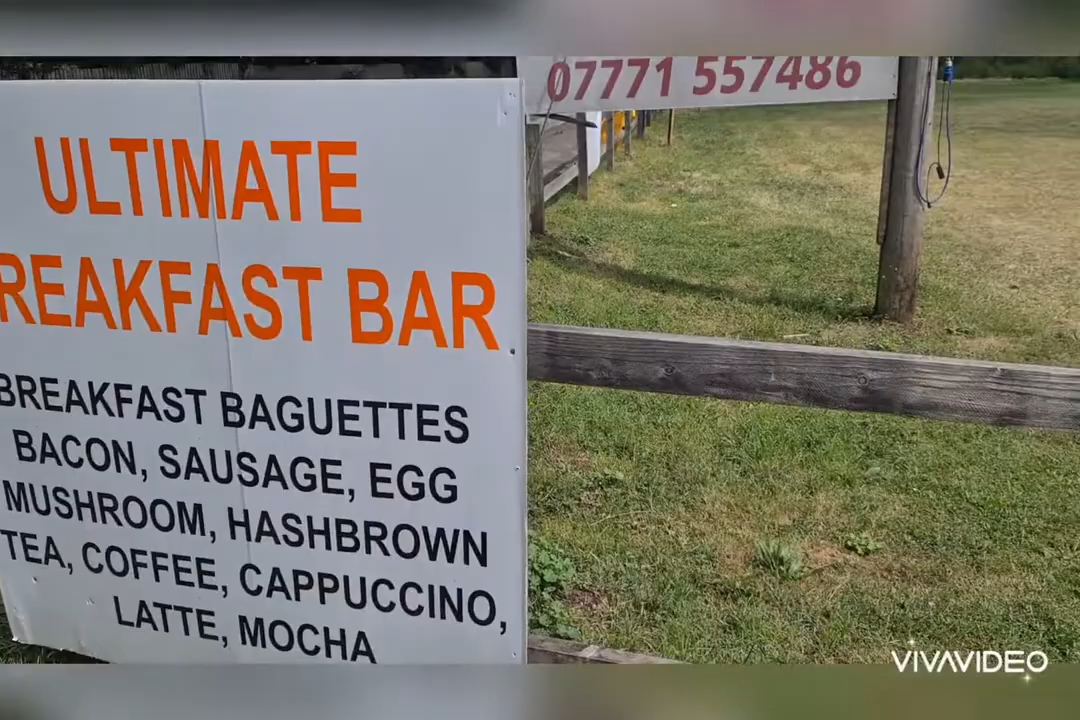 07771 557486
ULTIMATE
REAKFAST BAR
BREAKFAST BAGUETTES
BACON, SAUSAGE, EGG
MUSHROOM, HASHBROWN
TEA, COFFEE, CAPPUCCINO,
LATTE, MOCHA
VIVAVIDEO